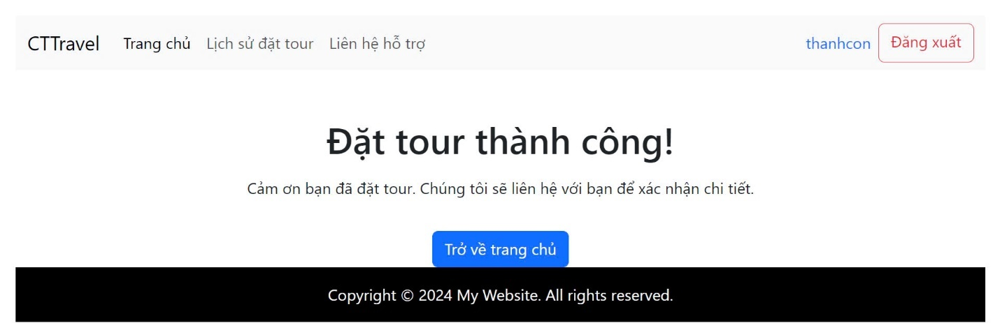 CTTravel Trang chủ Lịch sử đặt tour Liên hệ hỗ trợ thanhcon Đăng xuất
Đặt tour thành công!
Cảm ơn bạn đã đặt tour. Chúng tôi sẽ liên hệ với bạn để xác nhận chi tiết.
Trở về trang chủ
Copyright © 2024 My Website. All rights reserved.